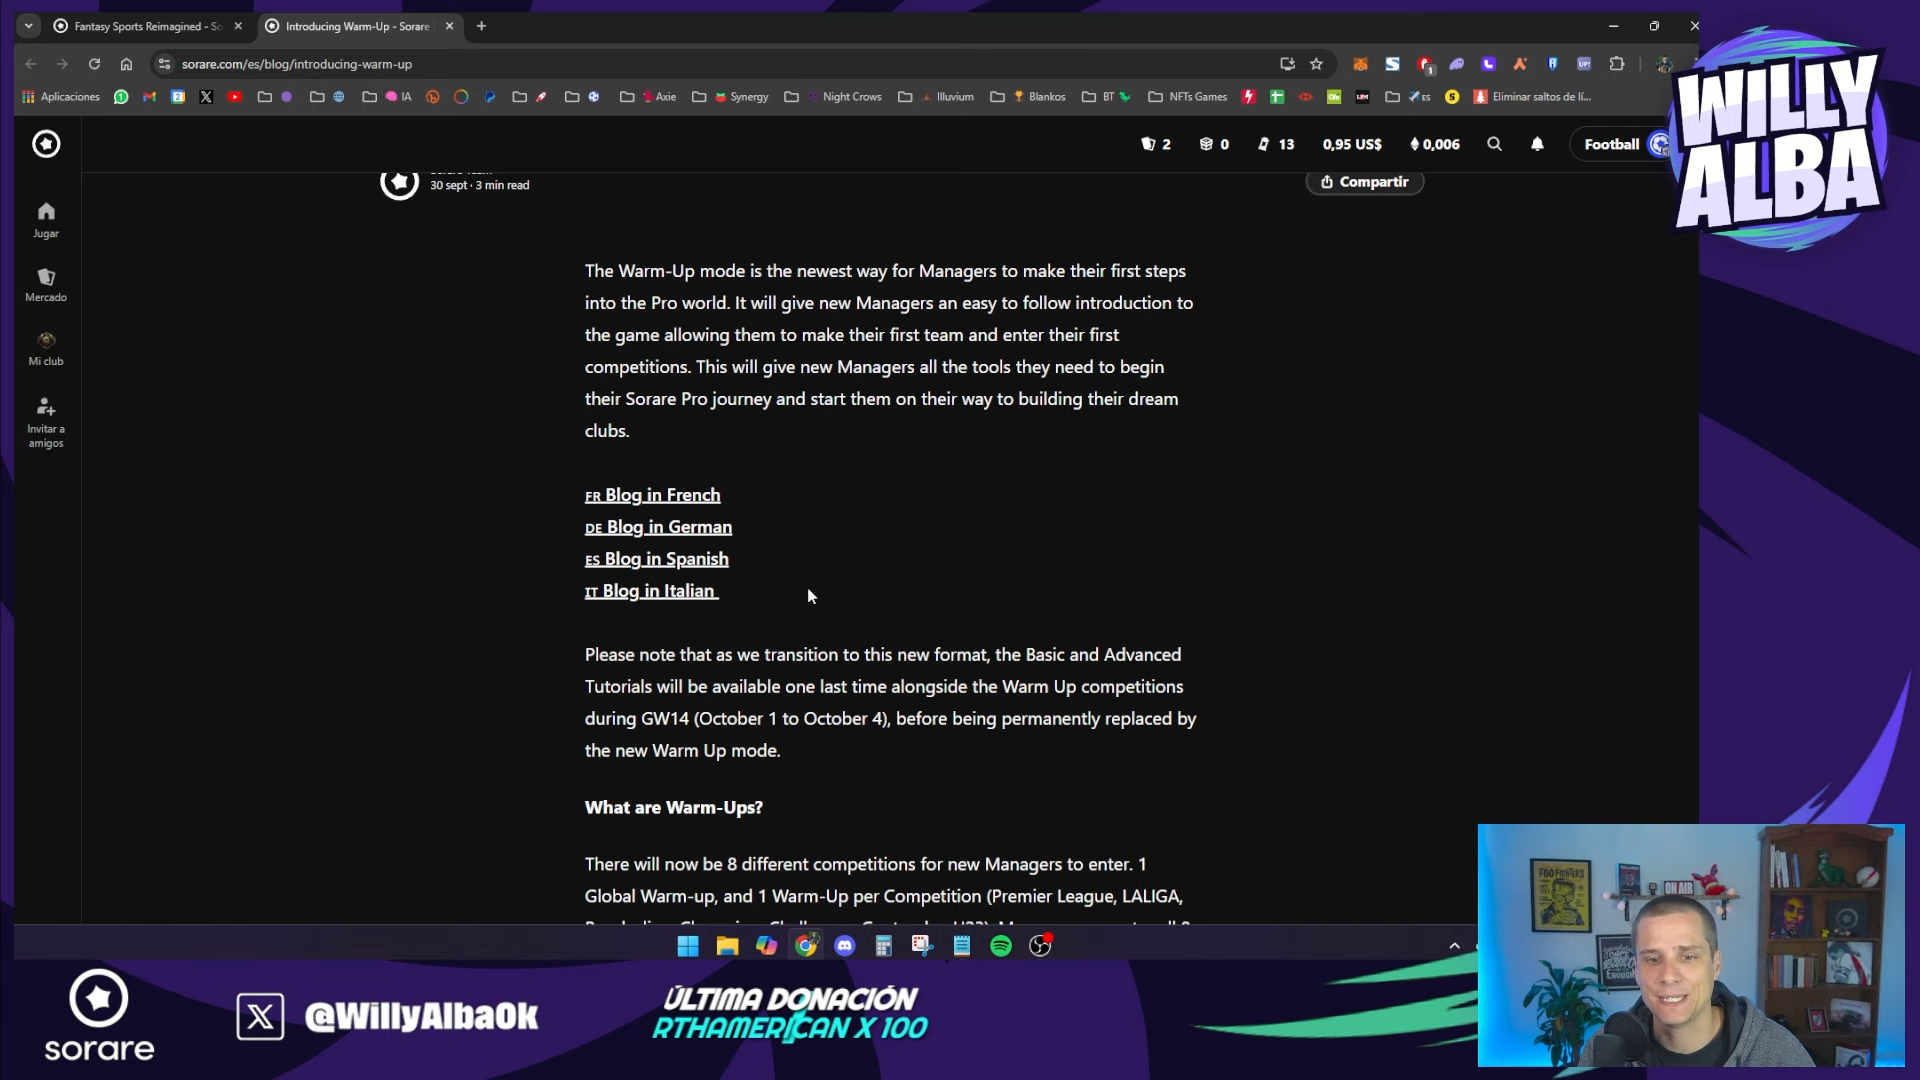 Fantasy Sports Reimagined - So
Introducing Warm-Up - Sorare
sorare.com/es/blog/introducing-warm-up
Aplicaciones
IA
Axie
Synergy
Night Crows
Illuvium
Blankos
BT
NFTs Games
ES
Eliminar saltos de lí...
WILLY
ALBA
2
0
13
0,95 US$
0,006
Football
30 sept · 3 min read
Compartir
Jugar
Mercado
Mi club
Invitar a
amigos
The Warm-Up mode is the newest way for Managers to make their first steps
into the Pro world. It will give new Managers an easy to follow introduction to
the game allowing them to make their first team and enter their first
competitions. This will give new Managers all the tools they need to begin
their Sorare Pro journey and start them on their way to building their dream
clubs.
FR Blog in French
DE Blog in German
ES Blog in Spanish
IT Blog in Italian
Please note that as we transition to this new format, the Basic and Advanced
Tutorials will be available one last time alongside the Warm Up competitions
during GW14 (October 1 to October 4), before being permanently replaced by
the new Warm Up mode.
What are Warm-Ups?
There will now be 8 different competitions for new Managers to enter. 1
Global Warm-up, and 1 Warm-Up per Competition (Premier League, LALIGA,
FOO FIGHTERS
ON AIR
sorare
@WillyAlbaOk
ÚLTIMA DONACIÓN
RTHAMERICAN X 100